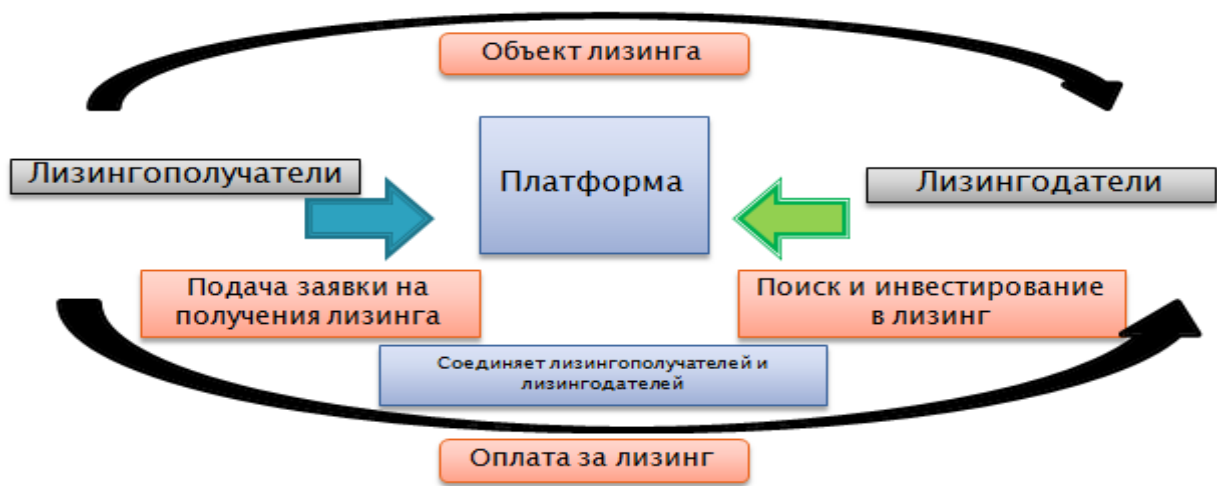 Объект лизинга
Лизингополучатели
Платформа
Лизингодатели
Подача заявки на
получения лизинга
Поиск и инвестирование
в лизинг
Соединяет лизингополучателей и
лизингодателей
Оплата за лизинг